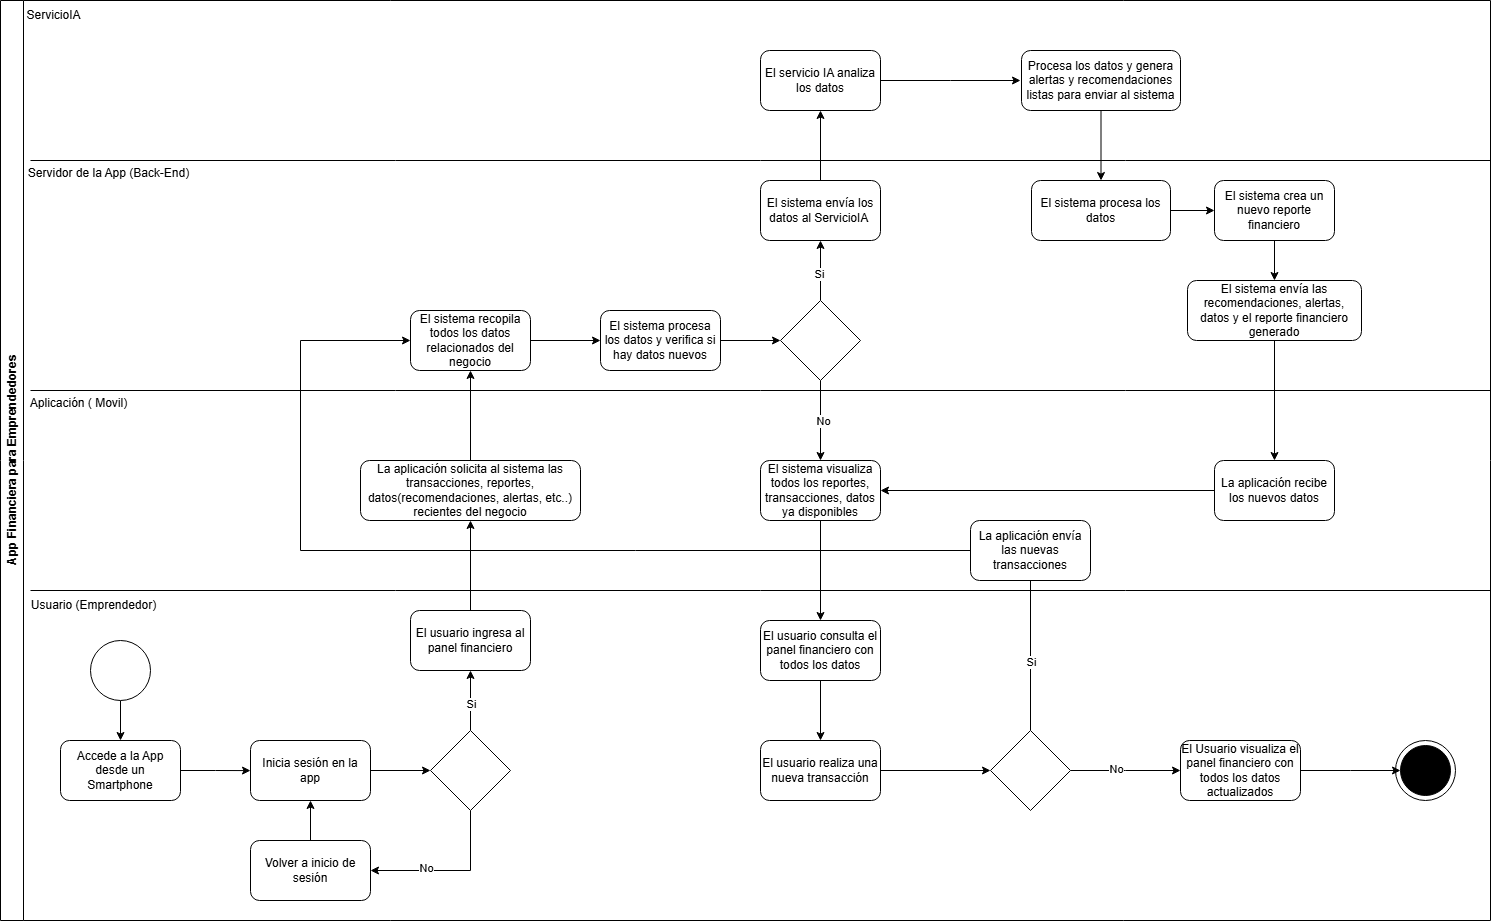 App Financiera para Emprendedores
ServicioIA
El servicio IA analiza
los datos
Procesa los datos y genera
alertas y recomendaciones
listas para enviar al sistema
Servidor de la App (Back-End)
El sistema envía los
datos al ServicioIA
El sistema procesa los
datos
El sistema crea un
nuevo reporte
financiero
Si
El sistema envía las
recomendaciones, alertas,
datos y el reporte financiero
generado
El sistema recopila
todos los datos
relacionados del
negocio
El sistema procesa
los datos y verifica si
hay datos nuevos
Aplicación ( Movil)
No
La aplicación solicita al sistema las
transacciones, reportes,
datos(recomendaciones, alertas, etc..)
recientes del negocio
El sistema visualiza
todos los reportes,
transacciones, datos
ya disponibles
La aplicación recibe
los nuevos datos
La aplicación envía
las nuevas
transacciones
Usuario (Emprendedor)
El usuario ingresa al
panel financiero
El usuario consulta el
panel financiero con
todos los datos
Si
Si
Accede a la App
desde un
Smartphone
Inicia sesión en la
app
El usuario realiza una
nueva transacción
No
El Usuario visualiza el
panel financiero con
todos los datos
actualizados
Volver a inicio de
sesión
No